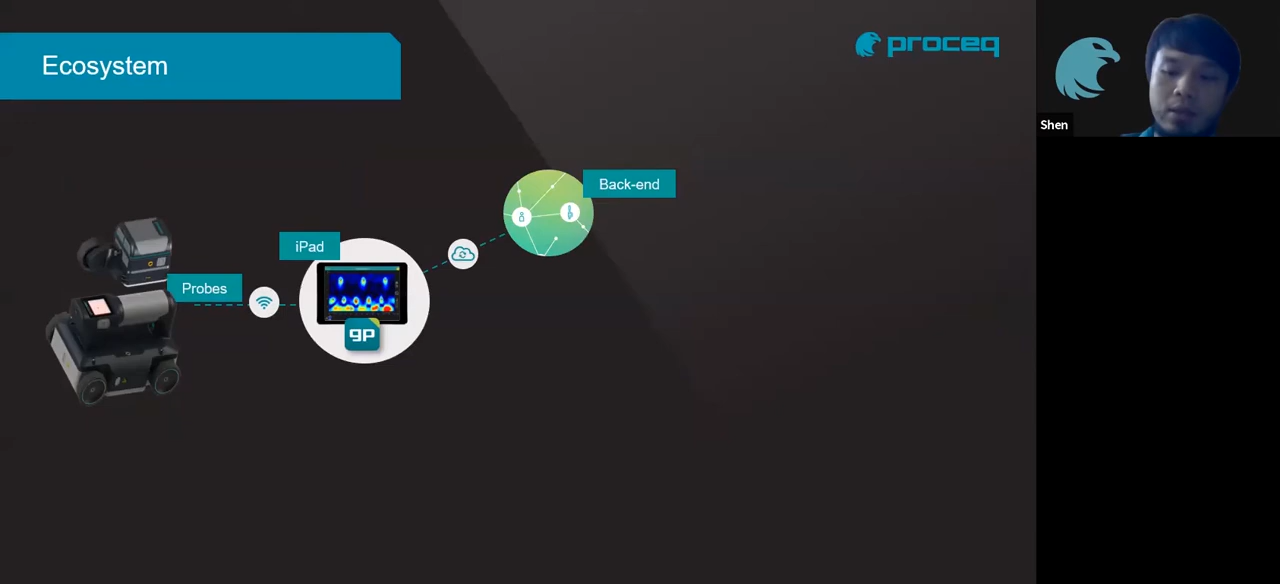 Ecosystem
proceq
Shen
Back-end
iPad
Probes
gp